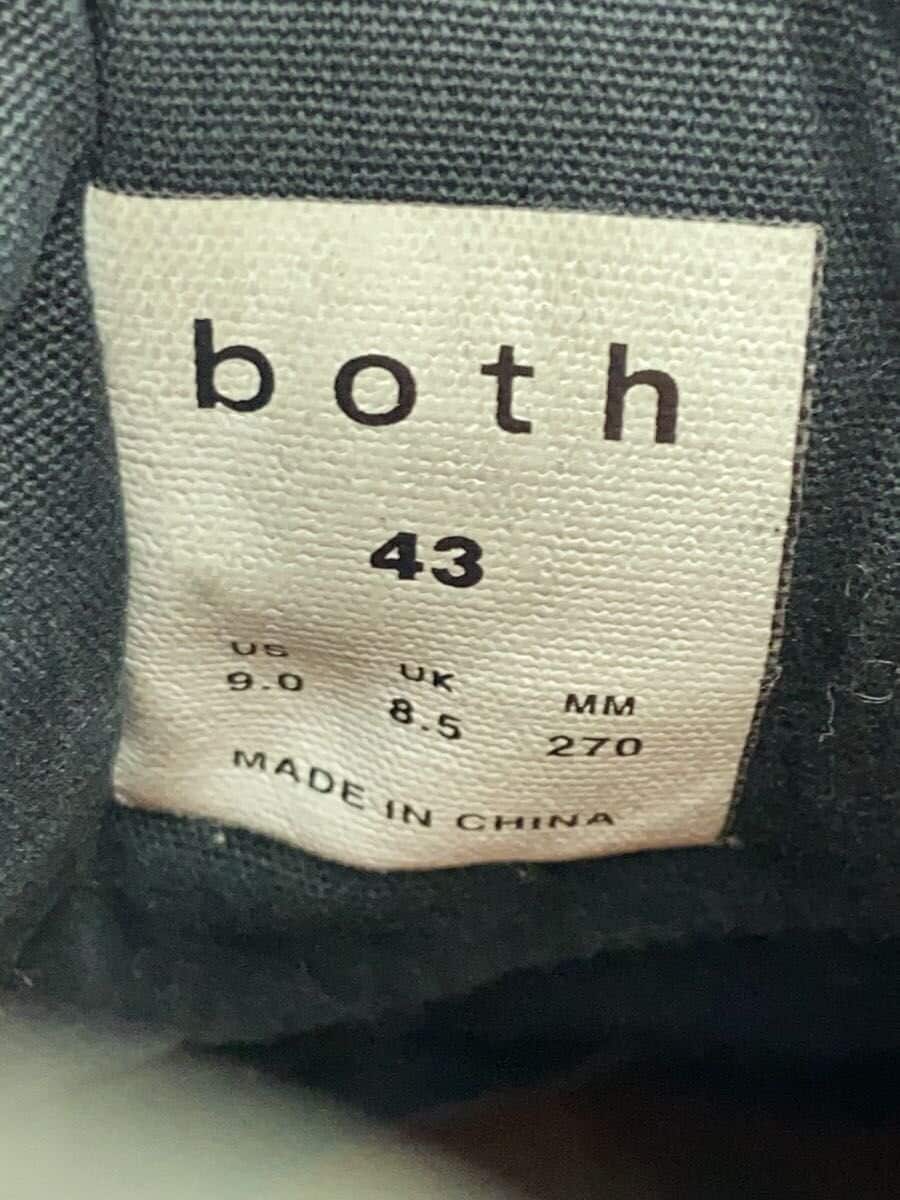 both
43
US UK MM
9.0 8.5 270
MADE IN CHINA